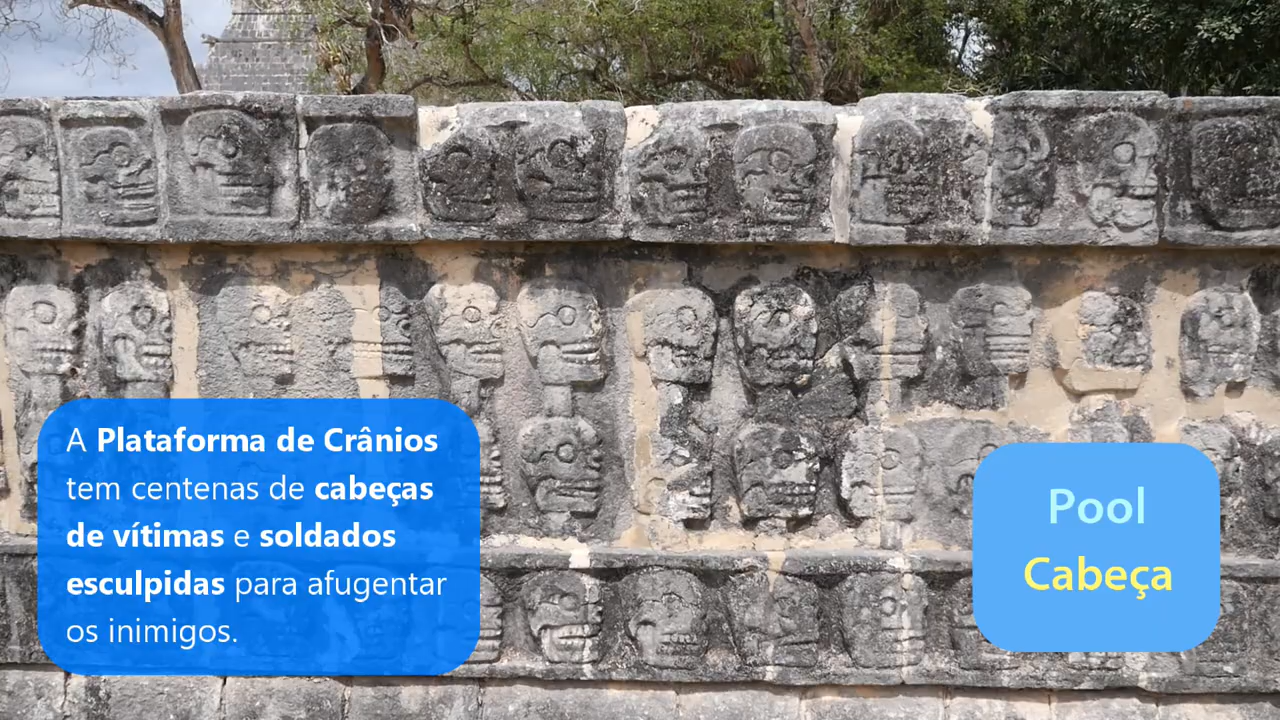 A Plataforma de Crânios
tem centenas de cabeças
de vítimas e soldados
esculpidas para afugentar
os inimigos.
Pool
Cabeça